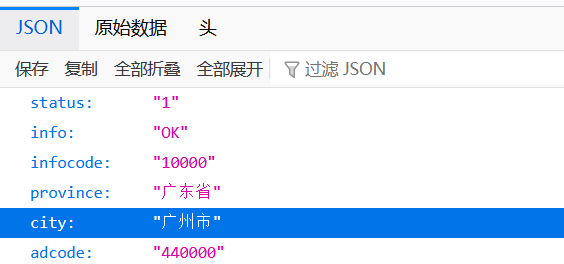 JSON 原始数据 头
保存 复制 全部折叠 全部展开 过滤 JSON
status: "1"
info: "OK"
infocode: "10000"
province: "广东省"
city: "广州市"
adcode: "440000"